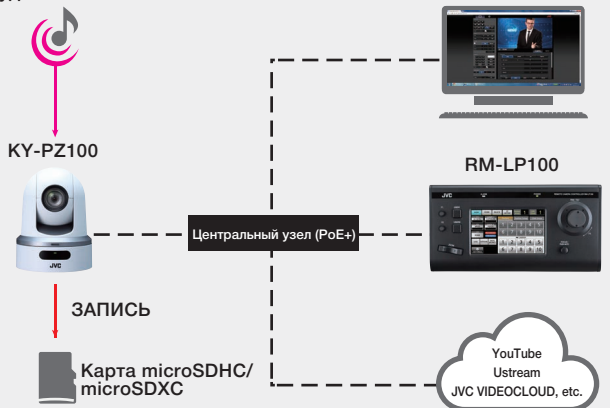 KY-PZ100
JVC
ЗАПИСЬ
Карта microSDHC/
microSDXC
Центральный узел (PoE+)
RM-LP100
JVC
YouTube
Ustream
JVC VIDEOCLOUD, etc.